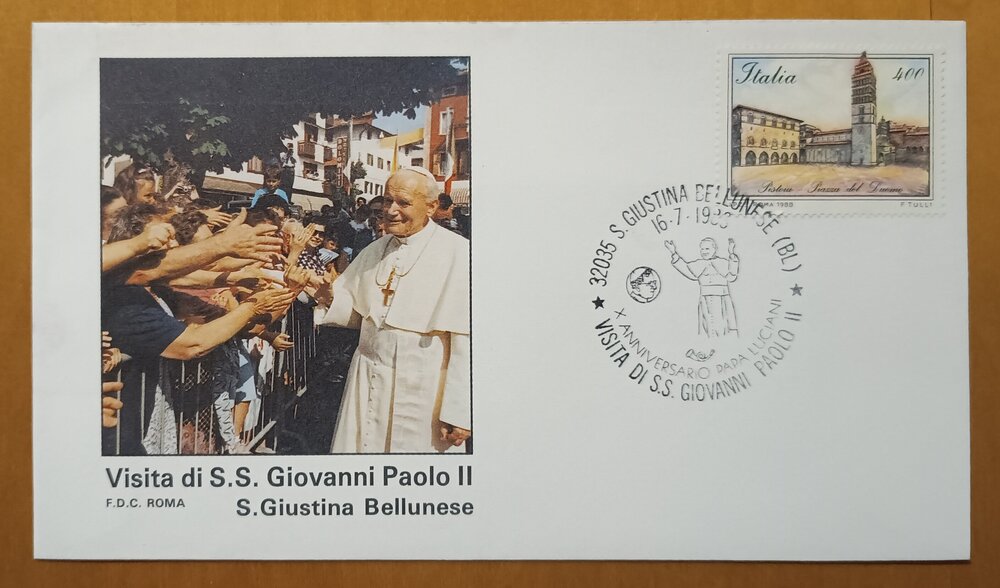 Italia 400
Pistoia - Piazza del Duomo
ROMA 1988 F. TULLI
32035 S. GIUSTINA BELLUNESE (BL)
16-7-1988
X ANNIVERSARIO PAPA LUCIANI
VISITA DI S.S. GIOVANNI PAOLO II
Visita di S.S. Giovanni Paolo II
F.D.C. ROMA
S.Giustina Bellunese